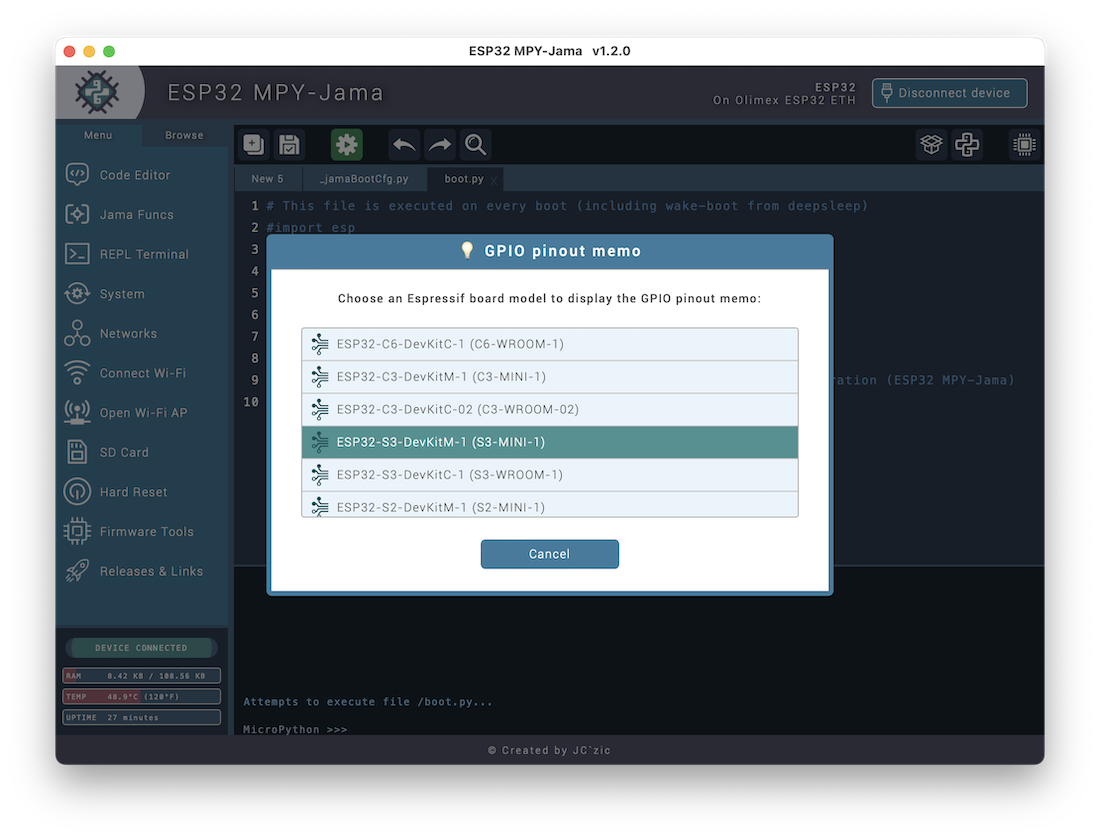 ESP32 MPY-Jama v1.2.0
ESP32 MPY-Jama
ESP32
On Olimex ESP32 ETH
Disconnect device
Menu
Browse
Code Editor
Jama Funcs
REPL Terminal
System
Networks
Connect Wi-Fi
Open Wi-Fi AP
SD Card
Hard Reset
Firmware Tools
Releases & Links
DEVICE CONNECTED
RAM 8.42 KB / 108.56 KB
TEMP 48.9°C (120°F)
UPTIME 27 minutes
New 5
_jamaBootCfg.py
boot.py x
1 # This file is executed on every boot (including wake-boot from deepsleep)
2 #import esp
3
4
5
6
7
8
9 ration (ESP32 MPY-Jama)
10
GPIO pinout memo
Choose an Espressif board model to display the GPIO pinout memo:
ESP32-C6-DevKitC-1 (C6-WROOM-1)
ESP32-C3-DevKitM-1 (C3-MINI-1)
ESP32-C3-DevKitC-02 (C3-WROOM-02)
ESP32-S3-DevKitM-1 (S3-MINI-1)
ESP32-S3-DevKitC-1 (S3-WROOM-1)
ESP32-S2-DevKitM-1 (S2-MINI-1)
Cancel
Attempts to execute file /boot.py...
MicroPython >>>
© Created by JC`zic